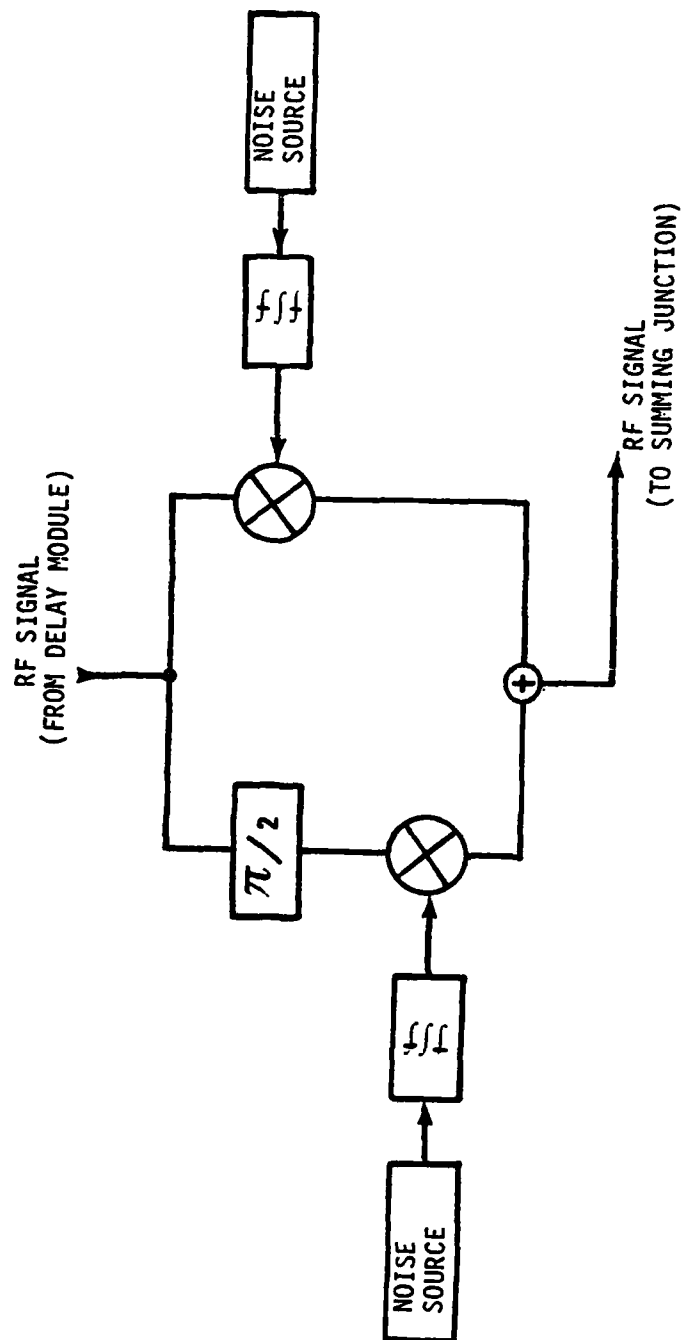 RF SIGNAL
(FROM DELAY MODULE)
NOISE
SOURCE
π/2
NOISE
SOURCE
RF SIGNAL
(TO SUMMING JUNCTION)